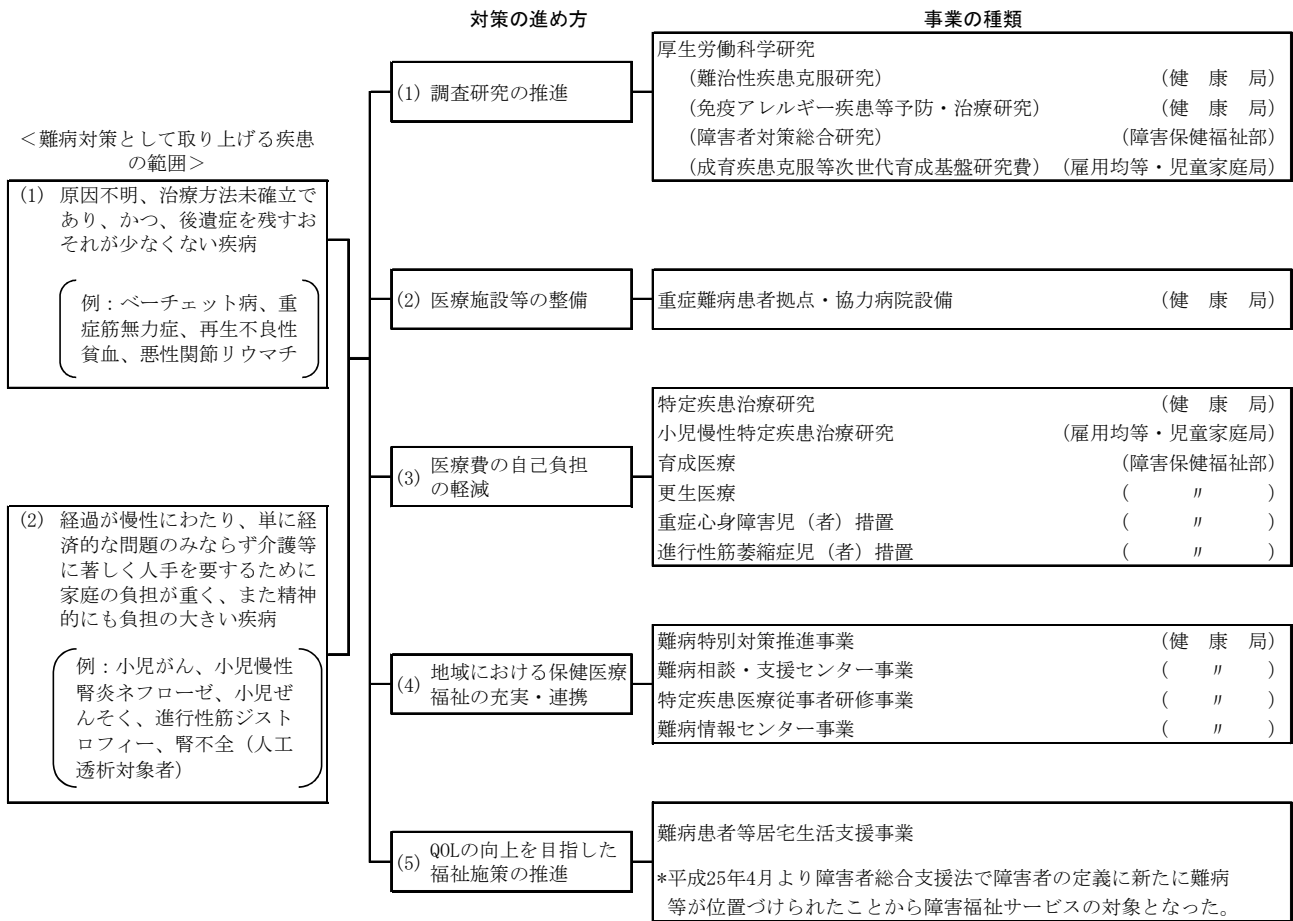 対策の進め方
事業の種類
＜難病対策として取り上げる疾患
の範囲＞
(1) 原因不明、治療方法未確立で
あり、かつ、後遺症を残すお
それが少なくない疾病
例：ベーチェット病、重
症筋無力症、再生不良性
貧血、悪性関節リウマチ
(2) 経過が慢性にわたり、単に経
済的な問題のみならず介護等
に著しく人手を要するために
家庭の負担が重く、また精神
的にも負担の大きい疾病
例：小児がん、小児慢性
腎炎ネフローゼ、小児ぜ
んそく、進行性筋ジスト
ロフィー、腎不全（人工
透析対象者）
(1) 調査研究の推進
厚生労働科学研究
（難治性疾患克服研究） （健　康　局）
（免疫アレルギー疾患等予防・治療研究） （健　康　局）
（障害者対策総合研究） （障害保健福祉部）
（成育疾患克服等次世代育成基盤研究費） （雇用均等・児童家庭局）
(2) 医療施設等の整備
重症難病患者拠点・協力病院設備 （健　康　局）
(3) 医療費の自己負担
の軽減
特定疾患治療研究 （健　康　局）
小児慢性特定疾患治療研究 （雇用均等・児童家庭局）
育成医療 （障害保健福祉部）
更生医療 （　〃　）
重症心身障害児（者）措置 （　〃　）
進行性筋萎縮症児（者）措置 （　〃　）
(4) 地域における保健医療
福祉の充実・連携
難病特別対策推進事業 （健　康　局）
難病相談・支援センター事業 （　〃　）
特定疾患医療従事者研修事業 （　〃　）
難病情報センター事業 （　〃　）
(5) QOLの向上を目指した
福祉施策の推進
難病患者等居宅生活支援事業
*平成25年4月より障害者総合支援法で障害者の定義に新たに難病
等が位置づけられたことから障害福祉サービスの対象となった。